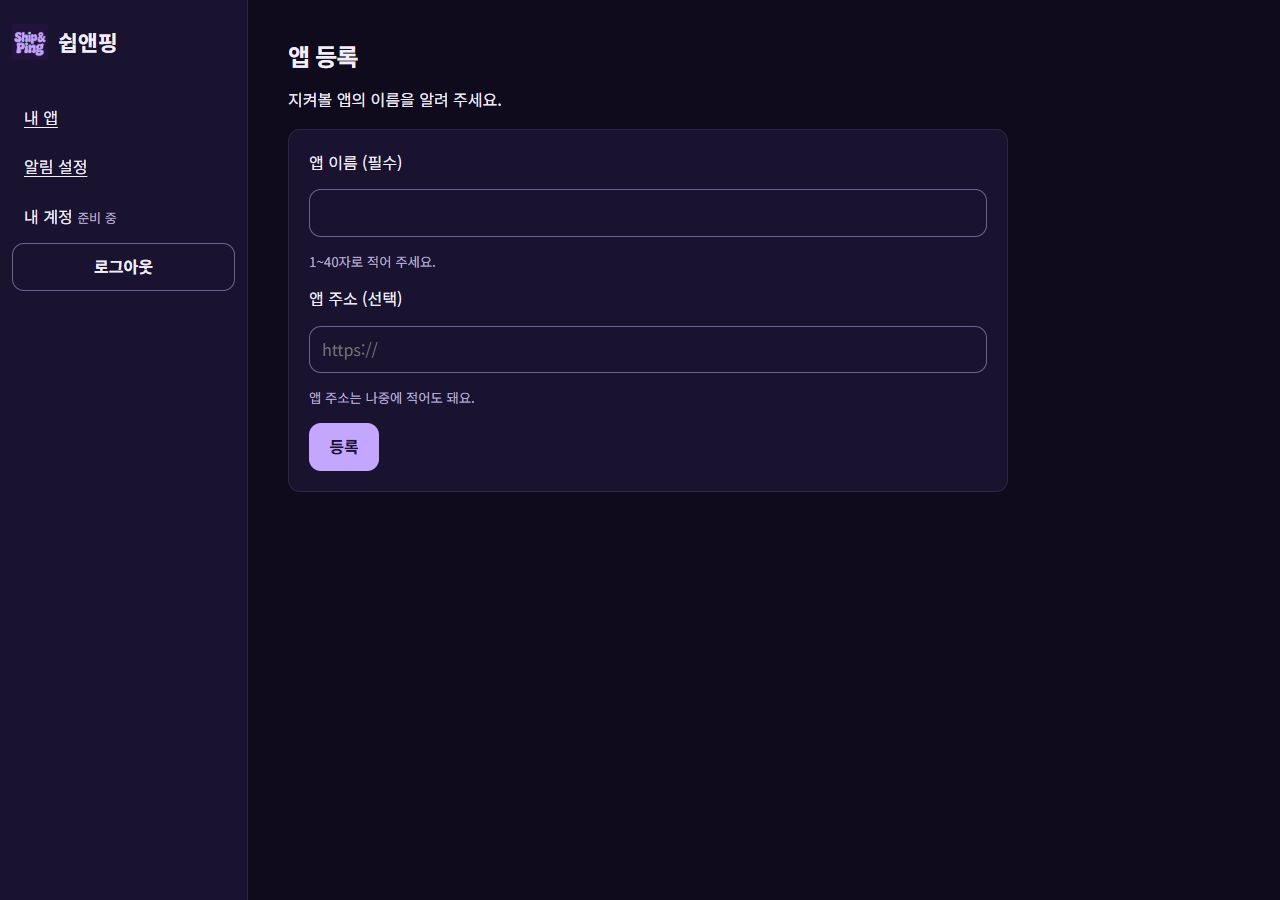 Ship&
Ping
쉽앤핑
내 앱
알림 설정
내 계정 준비 중
로그아웃
앱 등록
지켜볼 앱의 이름을 알려 주세요.
앱 이름 (필수)
1~40자로 적어 주세요.
앱 주소 (선택)
https://
앱 주소는 나중에 적어도 돼요.
등록